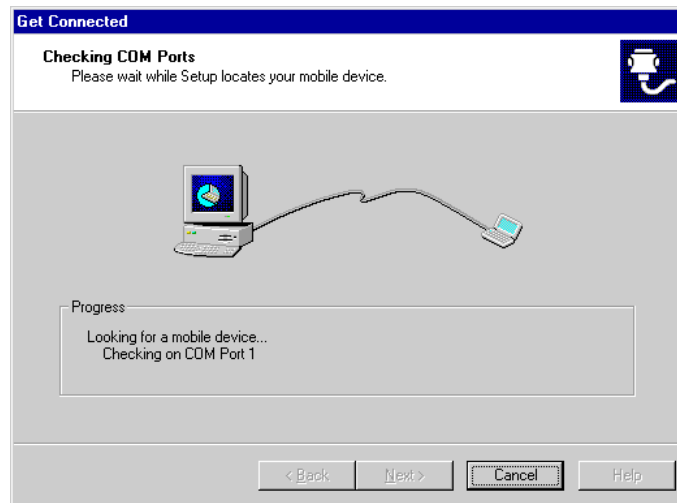 Get Connected
Checking COM Ports
Please wait while Setup locates your mobile device.
Progress
Looking for a mobile device...
Checking on COM Port 1
< Back
Next >
Cancel
Help